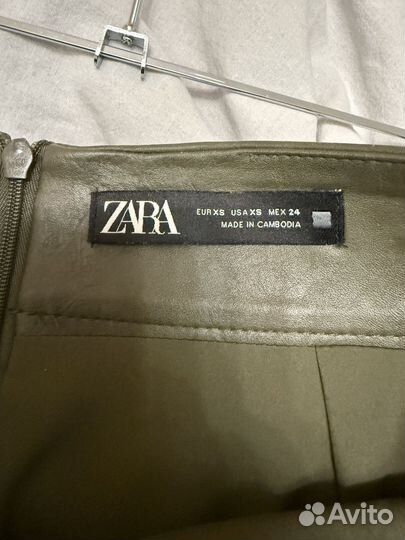 ZARA
EUR XS USA XS MEX 24
MADE IN CAMBODIA
Avito